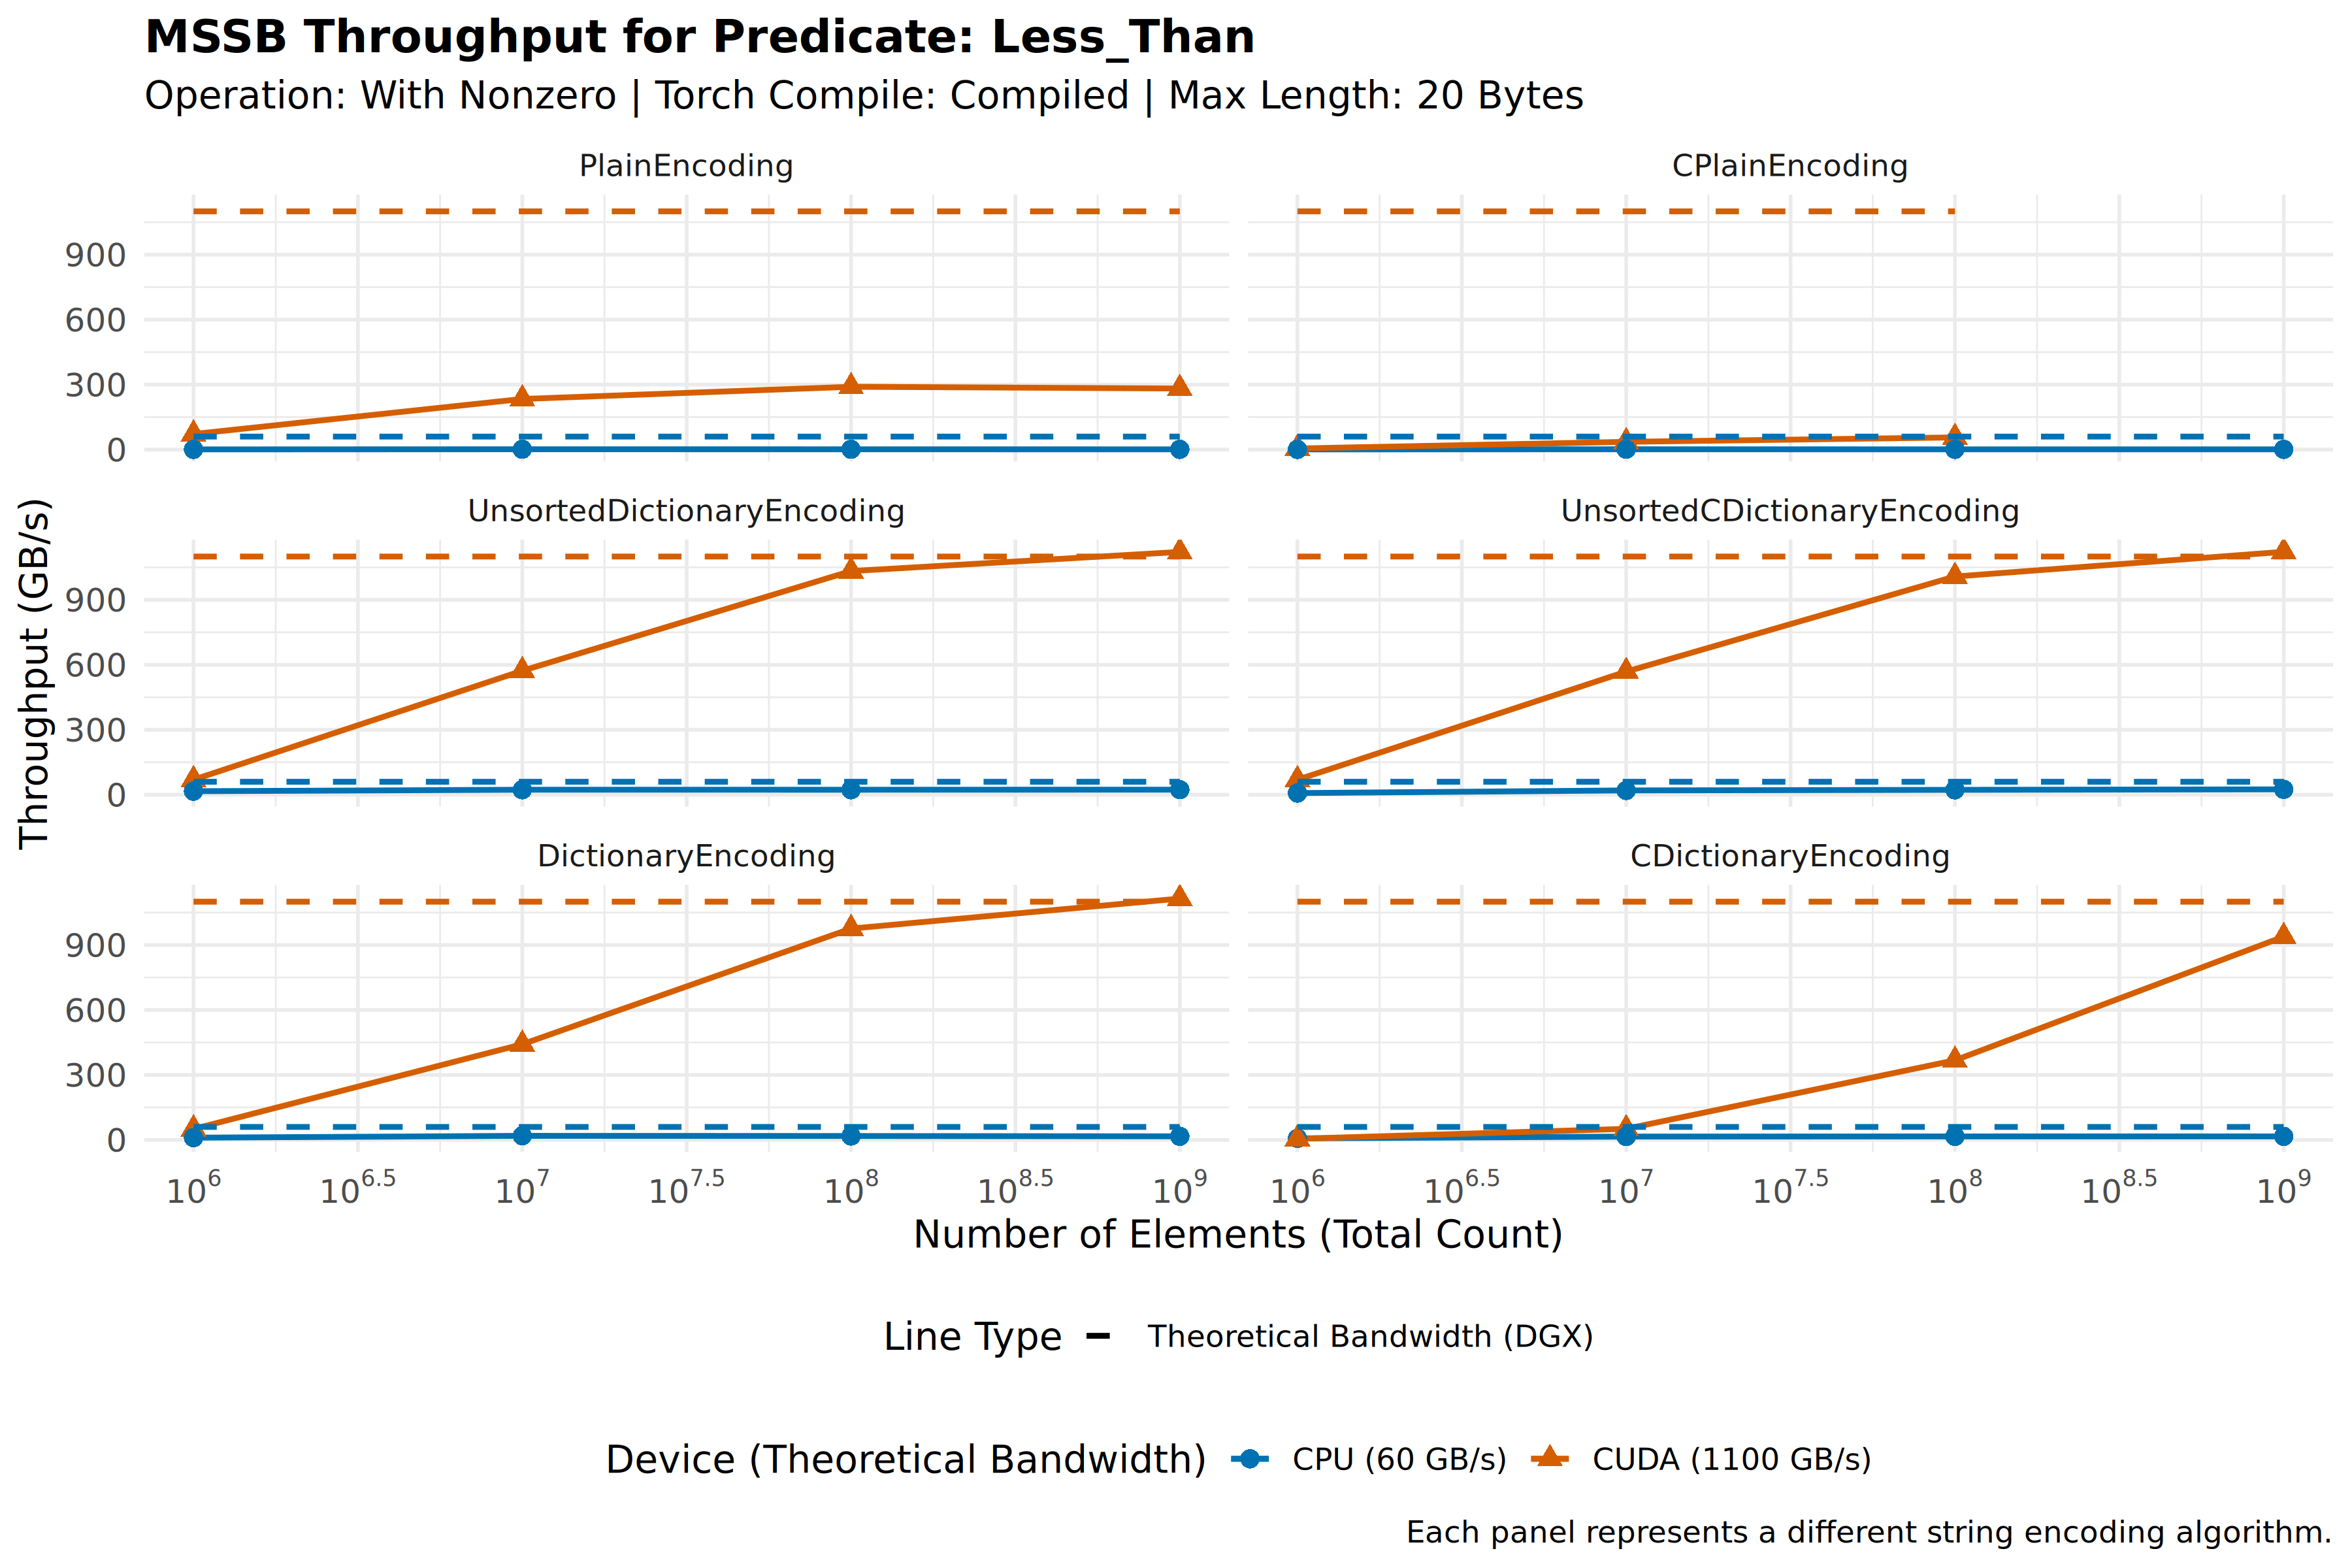 MSSB Throughput for Predicate: Less_Than
Operation: With Nonzero | Torch Compile: Compiled | Max Length: 20 Bytes
PlainEncoding
CPlainEncoding
900
600
300
0
UnsortedDictionaryEncoding
UnsortedCDictionaryEncoding
900
600
300
0
Throughput (GB/s)
DictionaryEncoding
CDictionaryEncoding
900
600
300
0
10^6 10^6.5 10^7 10^7.5 10^8 10^8.5 10^9
10^6 10^6.5 10^7 10^7.5 10^8 10^8.5 10^9
Number of Elements (Total Count)
Line Type Theoretical Bandwidth (DGX)
Device (Theoretical Bandwidth) CPU (60 GB/s) CUDA (1100 GB/s)
Each panel represents a different string encoding algorithm.